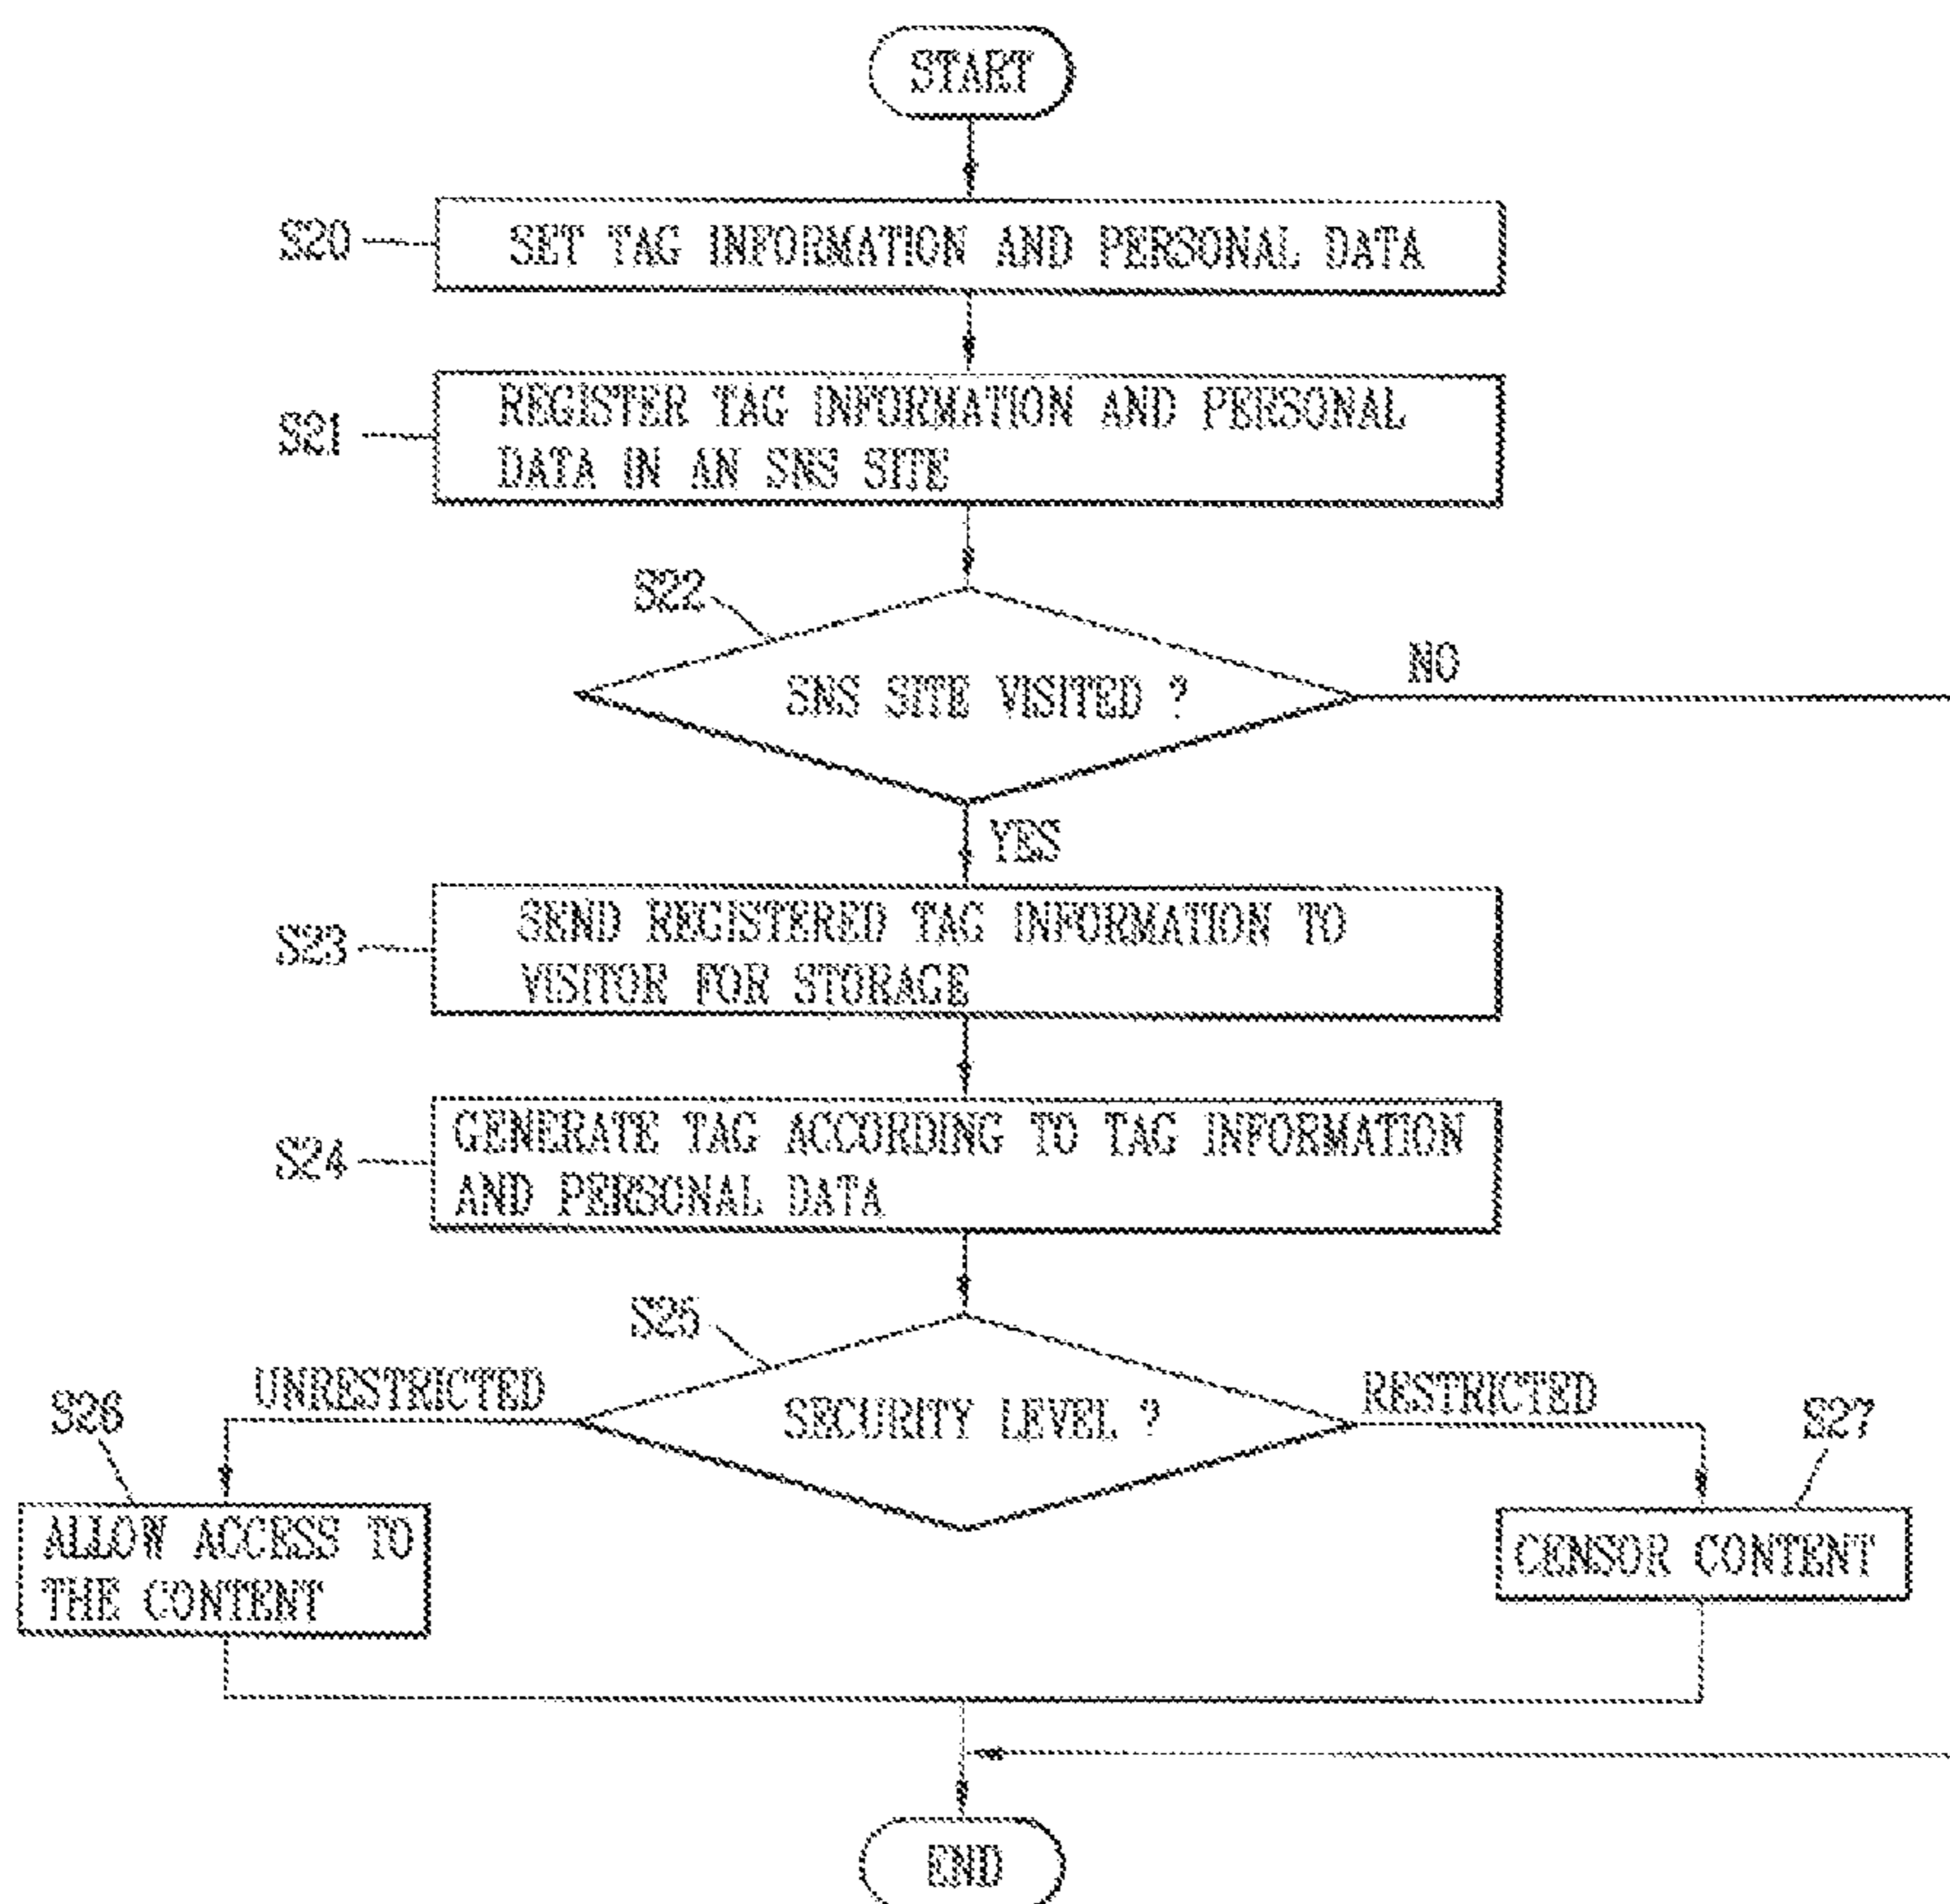 START
S20
SET TAG INFORMATION AND PERSONAL DATA
S21
REGISTER TAG INFORMATION AND PERSONAL
DATA IN AN SNS SITE
S22
SNS SITE VISITED ?
NO
YES
S23
SEND REGISTERED TAG INFORMATION TO
VISITOR FOR STORAGE
S24
GENERATE TAG ACCORDING TO TAG INFORMATION
AND PERSONAL DATA
S25
SECURITY LEVEL ?
UNRESTRICTED
RESTRICTED
S26
ALLOW ACCESS TO
THE CONTENT
S27
CENSOR CONTENT
END